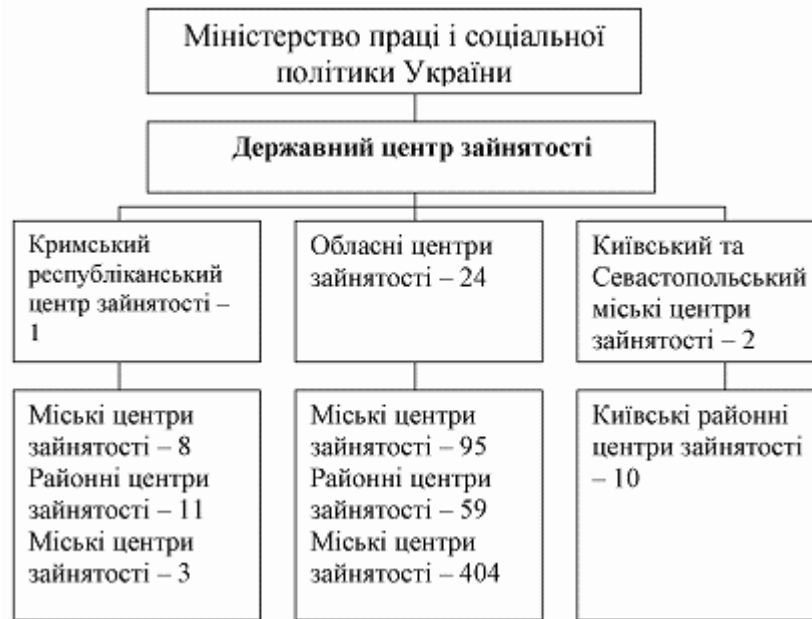 Міністерство праці і соціальної
політики України
Державний центр зайнятості
Кримський
республіканський
центр зайнятості –
1
Обласні центри
зайнятості – 24
Київський та
Севастопольський
міські центри
зайнятості – 2
Міські центри
зайнятості – 8
Районні центри
зайнятості – 11
Міські центри
зайнятості – 3
Міські центри
зайнятості – 95
Районні центри
зайнятості – 59
Міські центри
зайнятості – 404
Київські районні
центри зайнятості
– 10